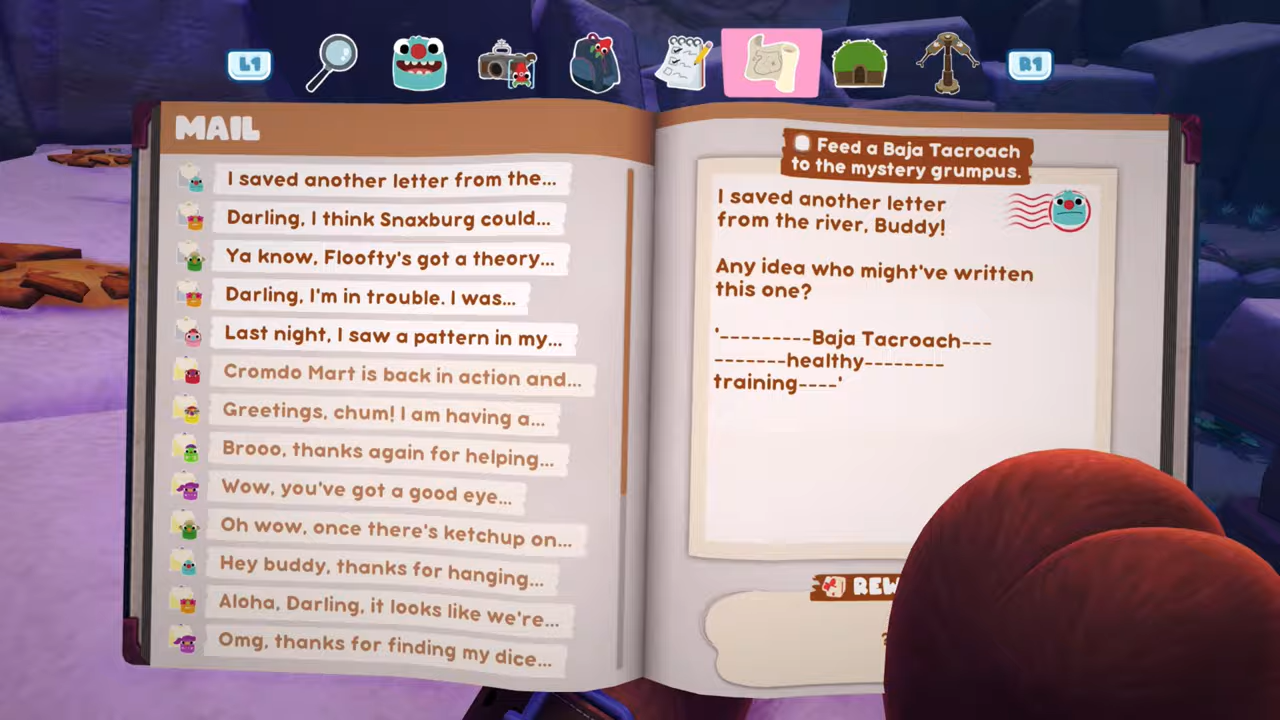 L1
R1
MAIL
I saved another letter from the...
Darling, I think Snaxburg could...
Ya know, Floofty's got a theory...
Darling, I'm in trouble. I was...
Last night, I saw a pattern in my...
Cromdo Mart is back in action and...
Greetings, chum! I am having a...
Brooo, thanks again for helping...
Wow, you've got a good eye...
Oh wow, once there's ketchup on...
Hey buddy, thanks for hanging...
Aloha, Darling, it looks like we're...
Omg, thanks for finding my dice...
Feed a Baja Tacroach
to the mystery grumpus.
I saved another letter
from the river, Buddy!
Any idea who might've written
this one?
'---------Baja Tacroach---
-------healthy--------
training----'